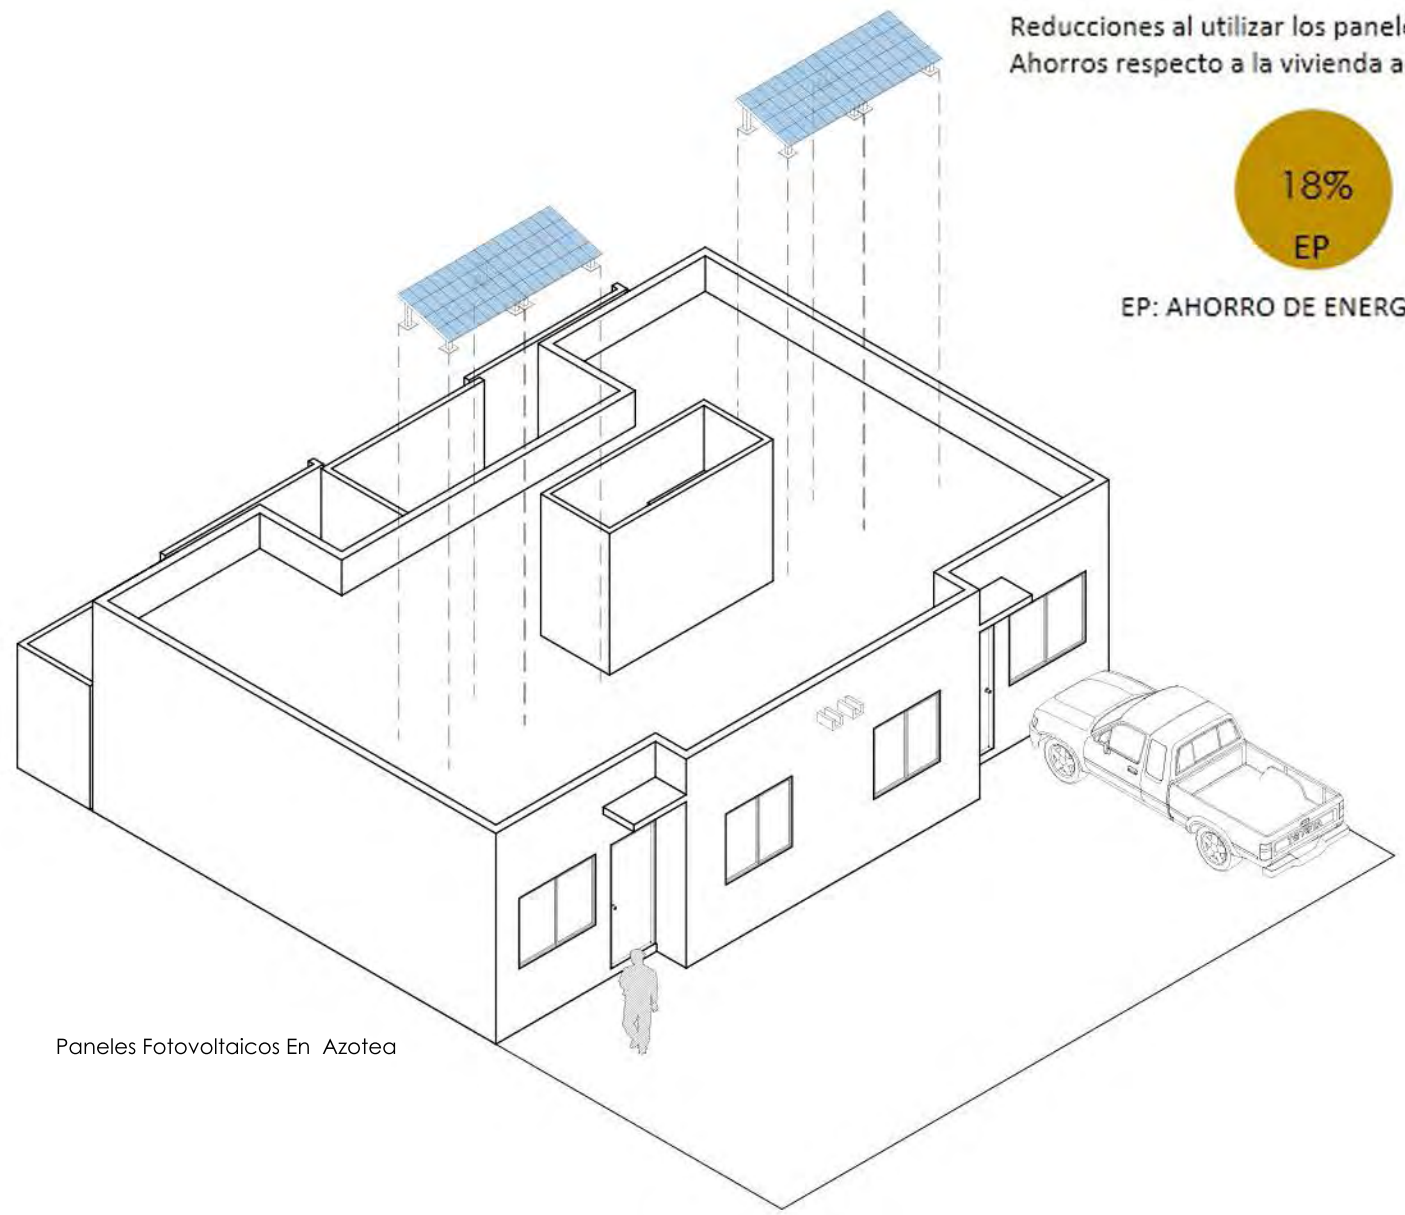 Reducciones al utilizar los panel
Ahorros respecto a la vivienda a
18%
EP
EP: AHORRO DE ENERG
Paneles Fotovoltaicos En Azotea